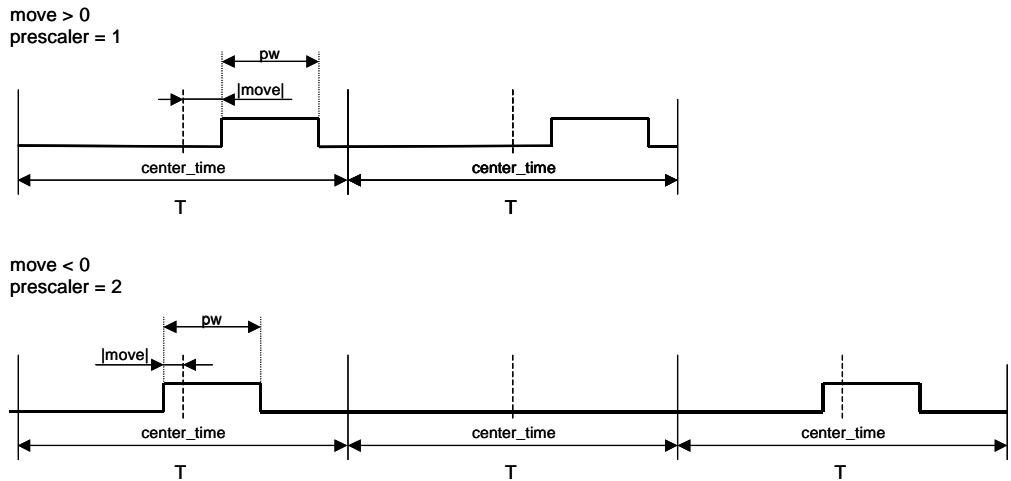 move > 0
prescaler = 1
pw
|move|
center_time
center_time
T
T
move < 0
prescaler = 2
pw
|move|
center_time
center_time
center_time
T
T
T